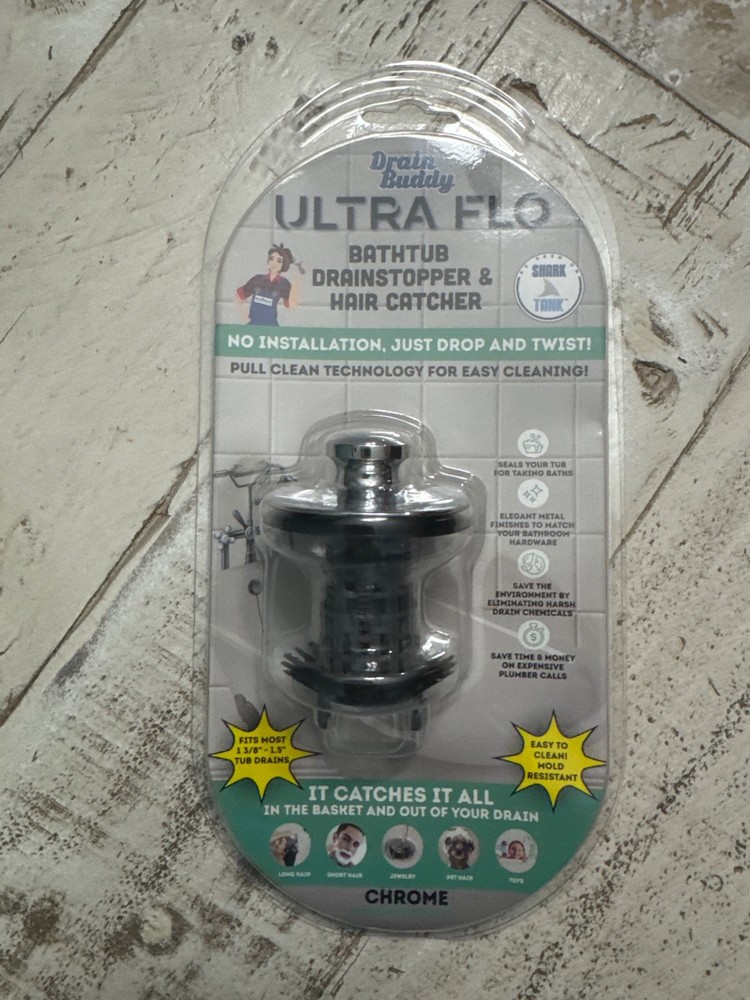 Drain
Buddy
ULTRA FLO
BATHTUB
DRAINSTOPPER &
HAIR CATCHER
AS SEEN ON
SHARK
TANK™
NO INSTALLATION, JUST DROP AND TWIST!
PULL CLEAN TECHNOLOGY FOR EASY CLEANING!
SEALS YOUR TUB
FOR TAKING BATHS
ELEGANT METAL
FINISHES TO MATCH
YOUR BATHROOM
HARDWARE
SAVE THE
ENVIRONMENT BY
ELIMINATING HARSH
DRAIN CHEMICALS
SAVE TIME & MONEY
ON EXPENSIVE
PLUMBER CALLS
FITS MOST
1 3/8" - 1.5"
TUB DRAINS
EASY TO
CLEAN!
MOLD
RESISTANT
IT CATCHES IT ALL
IN THE BASKET AND OUT OF YOUR DRAIN
LONG HAIR
SHORT HAIR
JEWELRY
PET HAIR
TOYS
CHROME